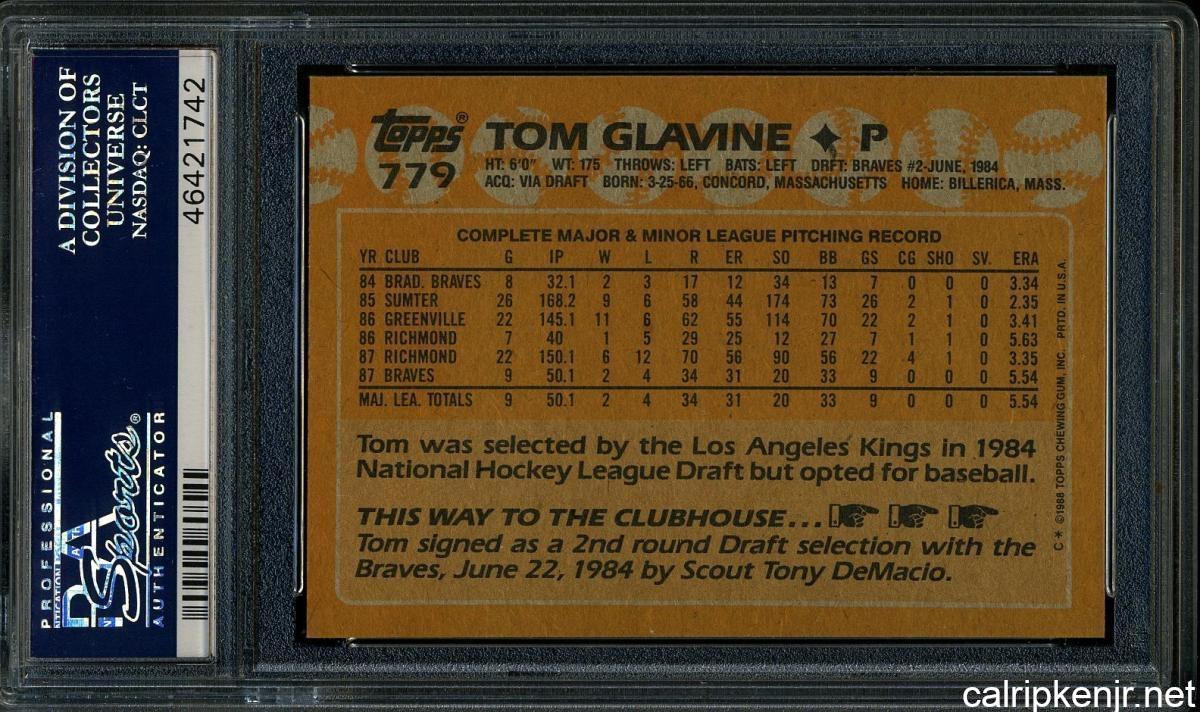 A DIVISION OF
COLLECTORS
UNIVERSE
NASDAQ: CLCT
46421742
PROFESSIONAL
PSA Sports®
AUTHENTICATOR
topps®
779
TOM GLAVINE ✦ P
HT: 6'0" WT: 175 THROWS: LEFT BATS: LEFT DRFT: BRAVES #2-JUNE, 1984
ACQ: VIA DRAFT BORN: 3-25-66, CONCORD, MASSACHUSETTS HOME: BILLERICA, MASS.
COMPLETE MAJOR & MINOR LEAGUE PITCHING RECORD
YR CLUB G IP W L R ER SO BB GS CG SHO SV. ERA
84 BRAD. BRAVES 8 32.1 2 3 17 12 34 13 7 0 0 0 3.34
85 SUMTER 26 168.2 9 6 58 44 174 73 26 2 1 0 2.35
86 GREENVILLE 22 145.1 11 6 62 55 114 70 22 2 1 0 3.41
86 RICHMOND 7 40 1 5 29 25 12 27 7 1 1 0 5.63
87 RICHMOND 22 150.1 6 12 70 56 90 56 22 4 1 0 3.35
87 BRAVES 9 50.1 2 4 34 31 20 33 9 0 0 0 5.54
MAJ. LEA. TOTALS 9 50.1 2 4 34 31 20 33 9 0 0 0 5.54
Tom was selected by the Los Angeles Kings in 1984
National Hockey League Draft but opted for baseball.
THIS WAY TO THE CLUBHOUSE...
Tom signed as a 2nd round Draft selection with the
Braves, June 22, 1984 by Scout Tony DeMacio.
C* ©1988 TOPPS CHEWING GUM, INC. PRTD. IN U.S.A.
calripkenjr.net